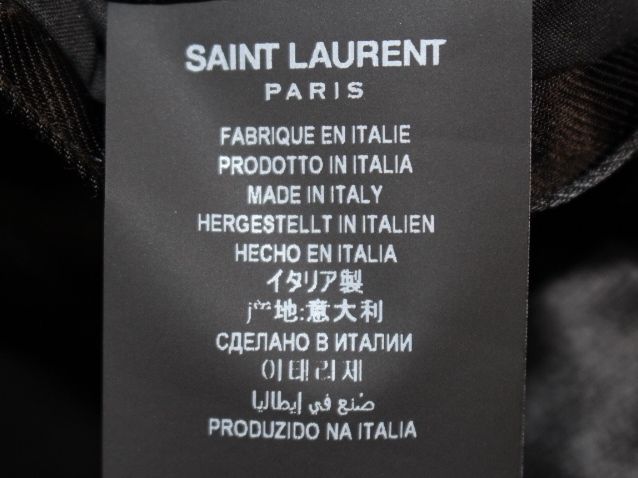 SAINT LAURENT
PARIS
FABRIQUE EN ITALIE
PRODOTTO IN ITALIA
MADE IN ITALY
HERGESTELLT IN ITALIEN
HECHO EN ITALIA
イタリア製
地:意大利
СДЕЛАНО В ИТАЛИИ
이태리제
صُنع في إيطاليا
PRODUZIDO NA ITALIA